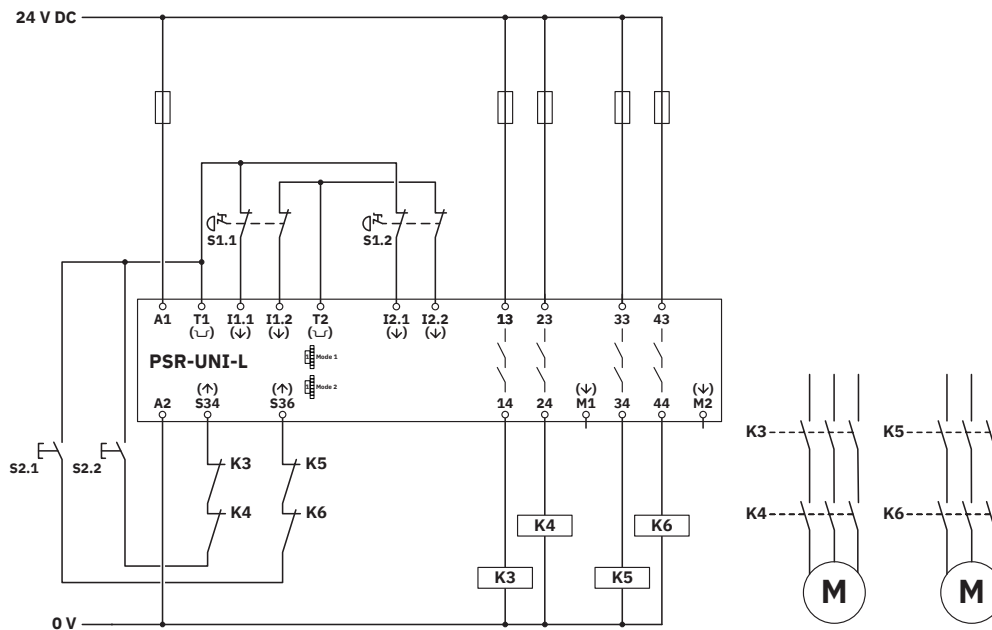 24 V DC
S1.1 S1.2
A1 T1 I1.1 I1.2 T2 I2.1 I2.2 13 23 33 43
(↓) (↓) (↓) (↓)
PSR-UNI-L
Mode 1
Mode 2
(↑) (↑) (↓) (↓)
A2 S34 S36 14 24 M1 34 44 M2
K3 K5
S2.1 S2.2 K3 K5
K4 K6
K4 K6
K4 K6
K3 K5
M M
0 V